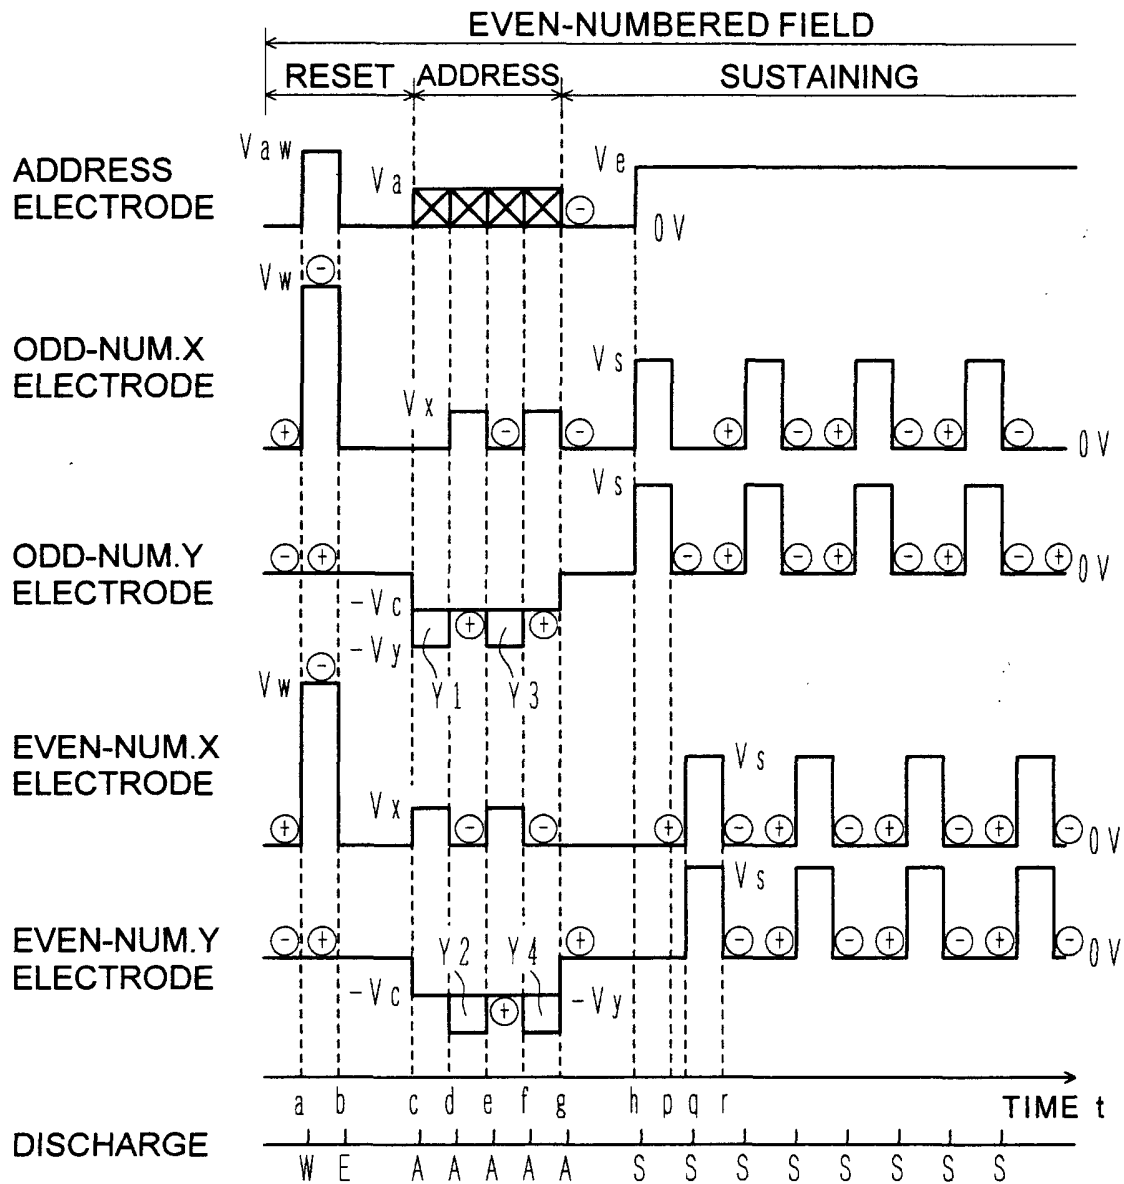 EVEN-NUMBERED FIELD
RESET ADDRESS SUSTAINING
ADDRESS
ELECTRODE
Vaw
Va
Ve
0V
ODD-NUM.X
ELECTRODE
Vw
Vx
Vs
0V
ODD-NUM.Y
ELECTRODE
Vs
0V
-Vc
-Vy
Y1 Y3
EVEN-NUM.X
ELECTRODE
Vw
Vx
Vs
0V
EVEN-NUM.Y
ELECTRODE
Vs
0V
Y2 Y4
-Vc
-Vy
a b c d e f g h p q r TIME t
DISCHARGE
W E A A A A A S S S S S S S S